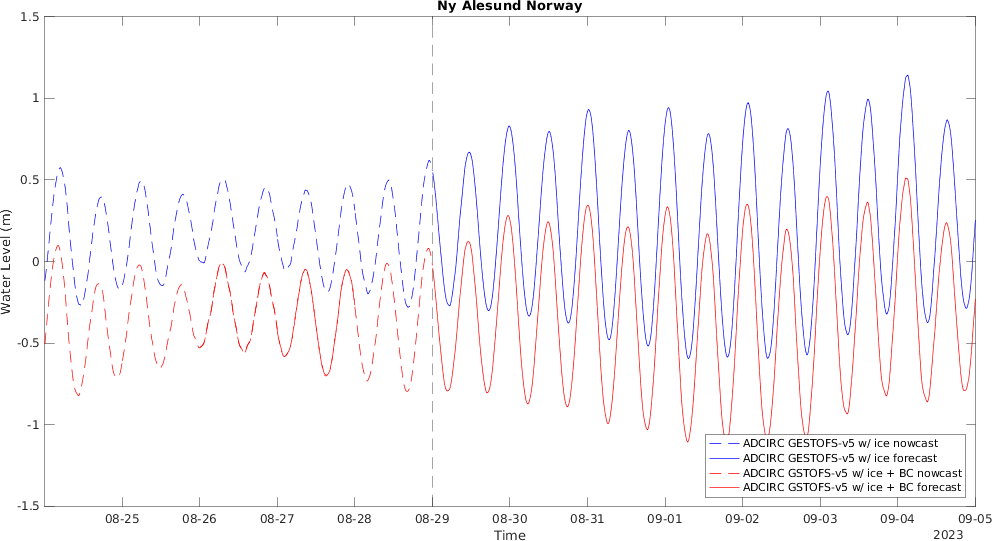 Ny Alesund Norway
1.5
1
0.5
0
-0.5
-1
-1.5
Water Level (m)
ADCIRC GESTOFS-v5 w/ ice nowcast
ADCIRC GESTOFS-v5 w/ ice forecast
ADCIRC GSTOFS-v5 w/ ice + BC nowcast
ADCIRC GSTOFS-v5 w/ ice + BC forecast
08-25 08-26 08-27 08-28 08-29 08-30 08-31 09-01 09-02 09-03 09-04 09-05
Time
2023